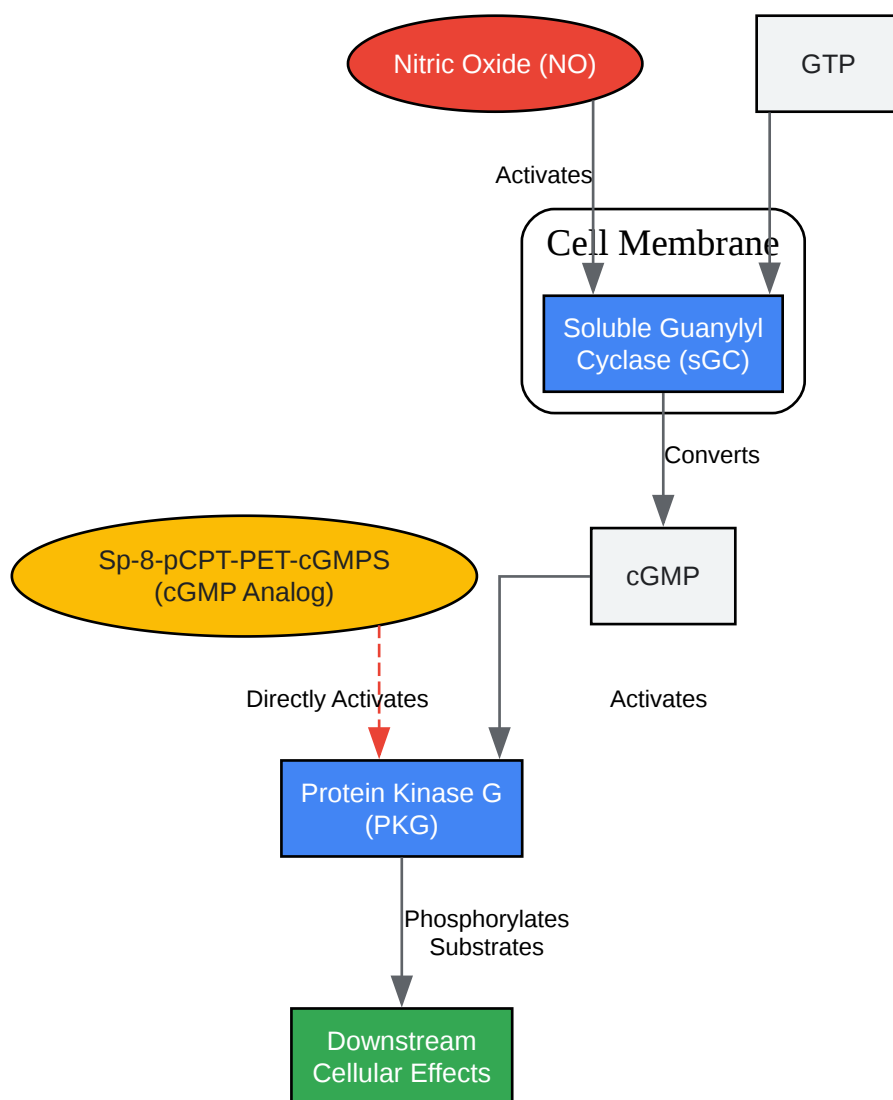 Nitric Oxide (NO)
GTP
Activates
Cell Membrane
Soluble Guanylyl
Cyclase (sGC)
Converts
Sp-8-pCPT-PET-cGMPS
(cGMP Analog)
cGMP
Directly Activates
Activates
Protein Kinase G
(PKG)
Phosphorylates
Substrates
Downstream
Cellular Effects